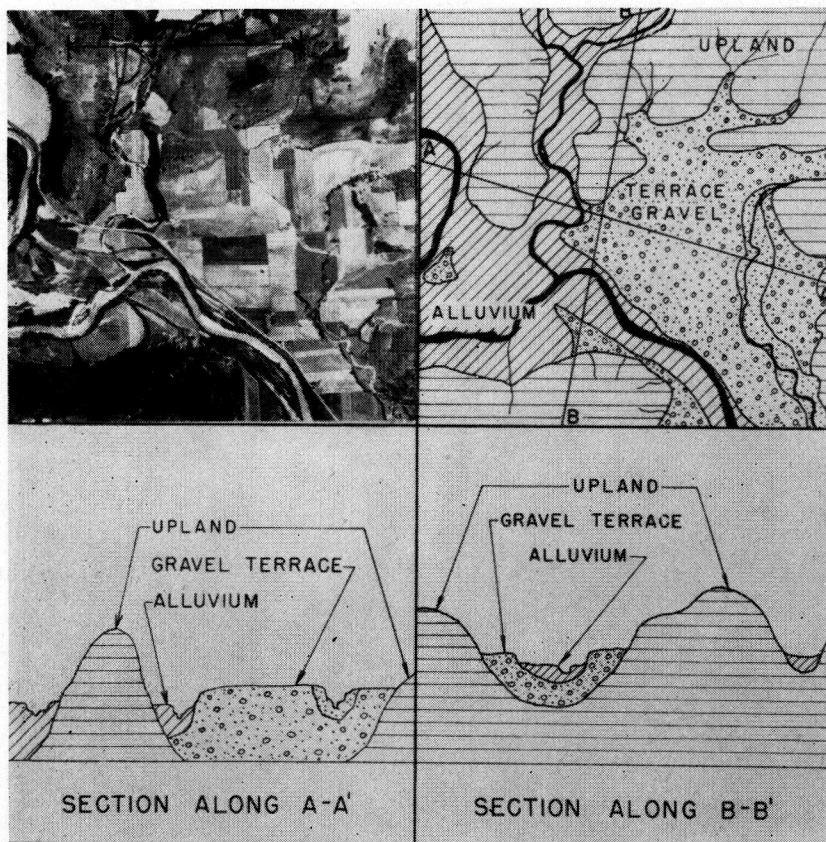 B'
UPLAND
A
TERRACE
GRAVEL
ALLUVIUM
B
UPLAND
GRAVEL TERRACE
ALLUVIUM
SECTION ALONG A-A'
UPLAND
GRAVEL TERRACE
ALLUVIUM
SECTION ALONG B-B'